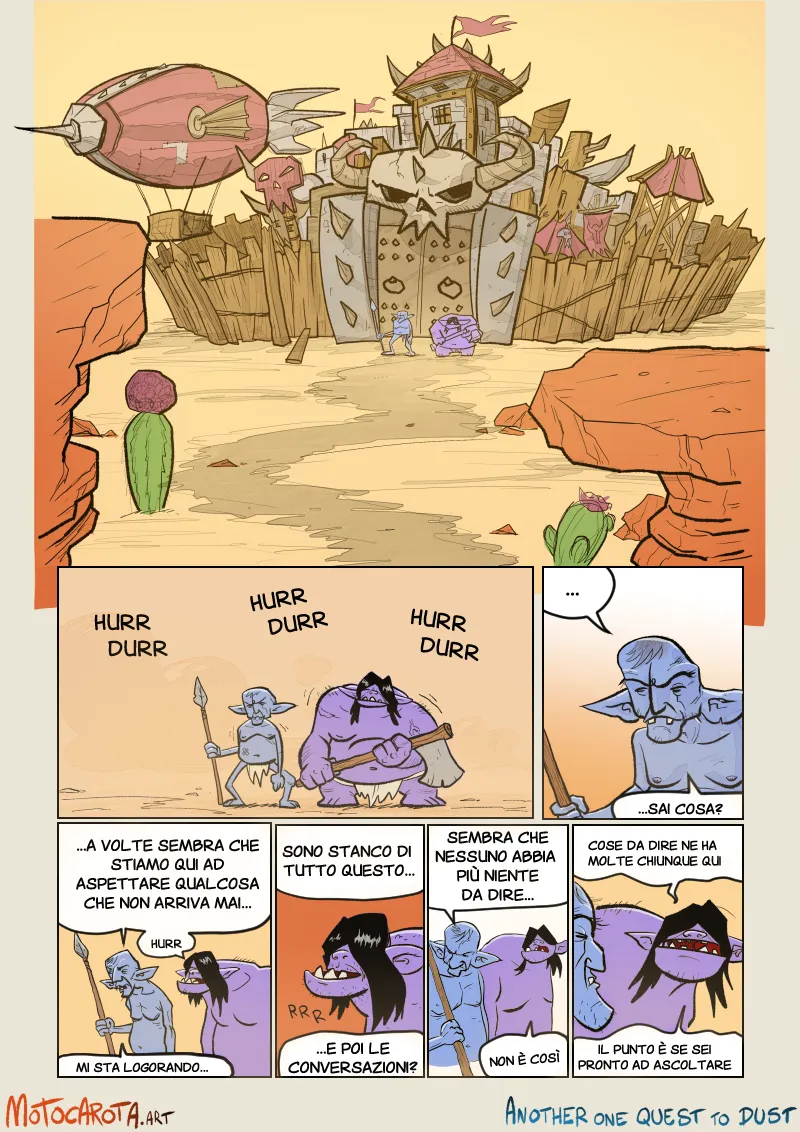 HURR
DURR
HURR
DURR
HURR
DURR
...
...SAI COSA?
...A VOLTE SEMBRA CHE
STIAMO QUI AD
ASPETTARE QUALCOSA
CHE NON ARRIVA MAI...
HURR
MI STA LOGORANDO...
SONO STANCO DI
TUTTO QUESTO...
RRR
...E POI LE
CONVERSAZIONI?
SEMBRA CHE
NESSUNO ABBIA
PIÙ NIENTE
DA DIRE...
NON È COSÌ
COSE DA DIRE NE HA
MOLTE CHIUNQUE QUI
IL PUNTO È SE SEI
PRONTO AD ASCOLTARE
MOTOCAROTA.ART
ANOTHER ONE QUEST TO DUST